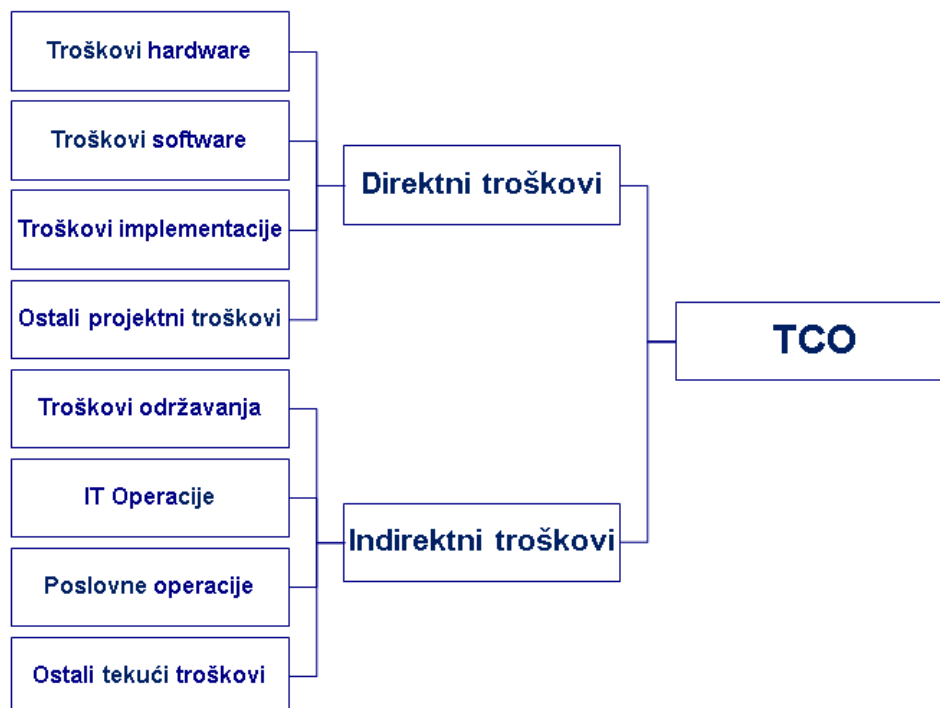 Troškovi hardware
Troškovi software
Troškovi implementacije
Ostali projektni troškovi
Direktni troškovi
TCO
Troškovi održavanja
IT Operacije
Poslovne operacije
Ostali tekući troškovi
Indirektni troškovi